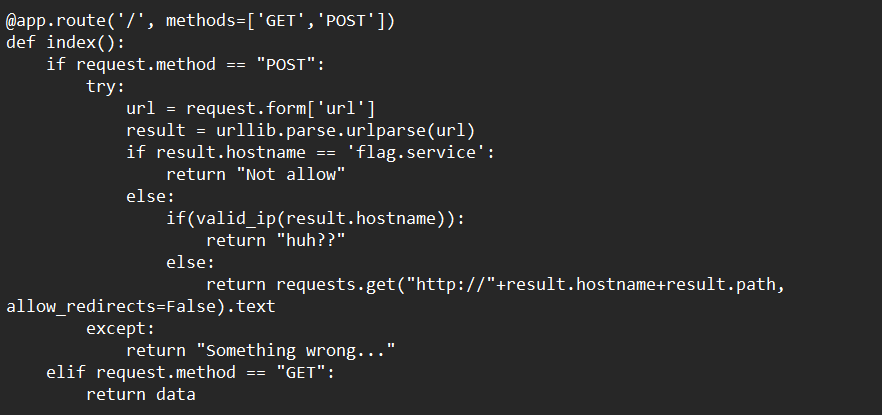 @app.route('/', methods=['GET','POST'])
def index():
    if request.method == "POST":
        try:
            url = request.form['url']
            result = urllib.parse.urlparse(url)
            if result.hostname == 'flag.service':
                return "Not allow"
            else:
                if(valid_ip(result.hostname)):
                    return "huh??"
                else:
                    return requests.get("http://"+result.hostname+result.path,
allow_redirects=False).text
        except:
            return "Something wrong..."
    elif request.method == "GET":
        return data